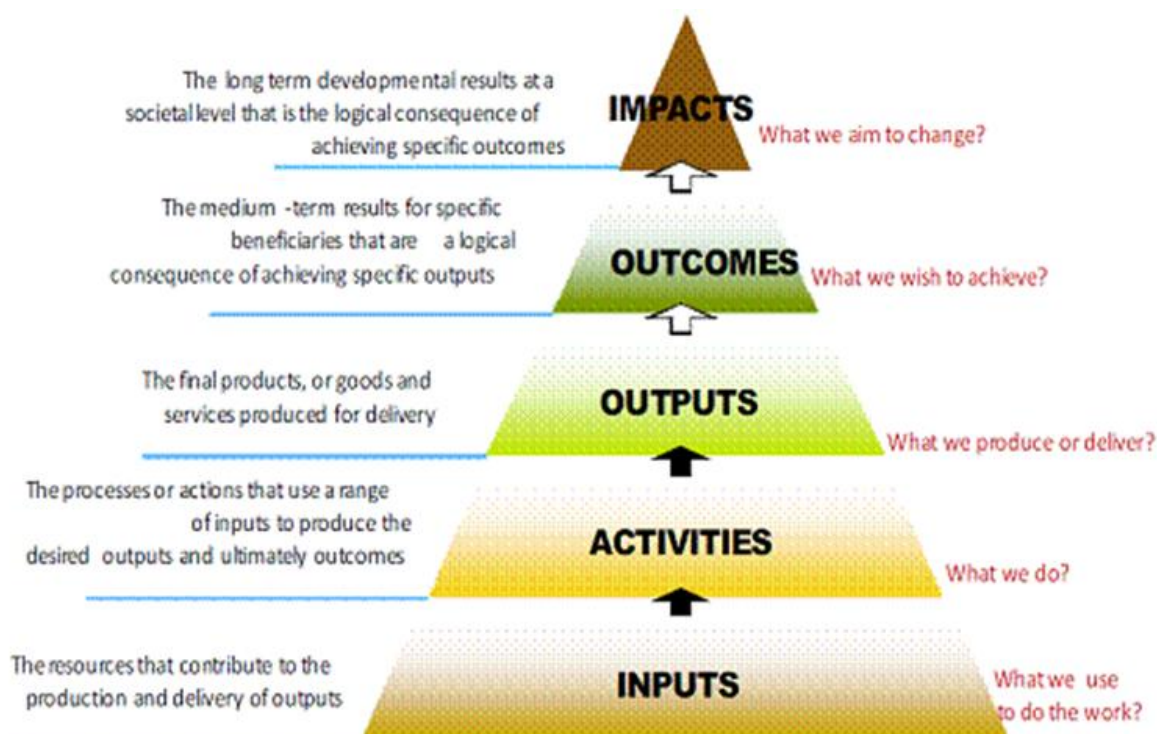 The long term developmental results at a
societal level that is the logical consequence of
achieving specific outcomes
IMPACTS
What we aim to change?
The medium -term results for specific
beneficiaries that are a logical
consequence of achieving specific outputs
OUTCOMES
What we wish to achieve?
The final products, or goods and
services produced for delivery
OUTPUTS
What we produce or deliver?
The processes or actions that use a range
of inputs to produce the
desired outputs and ultimately outcomes
ACTIVITIES
What we do?
The resources that contribute to the
production and delivery of outputs
INPUTS
What we use
to do the work?